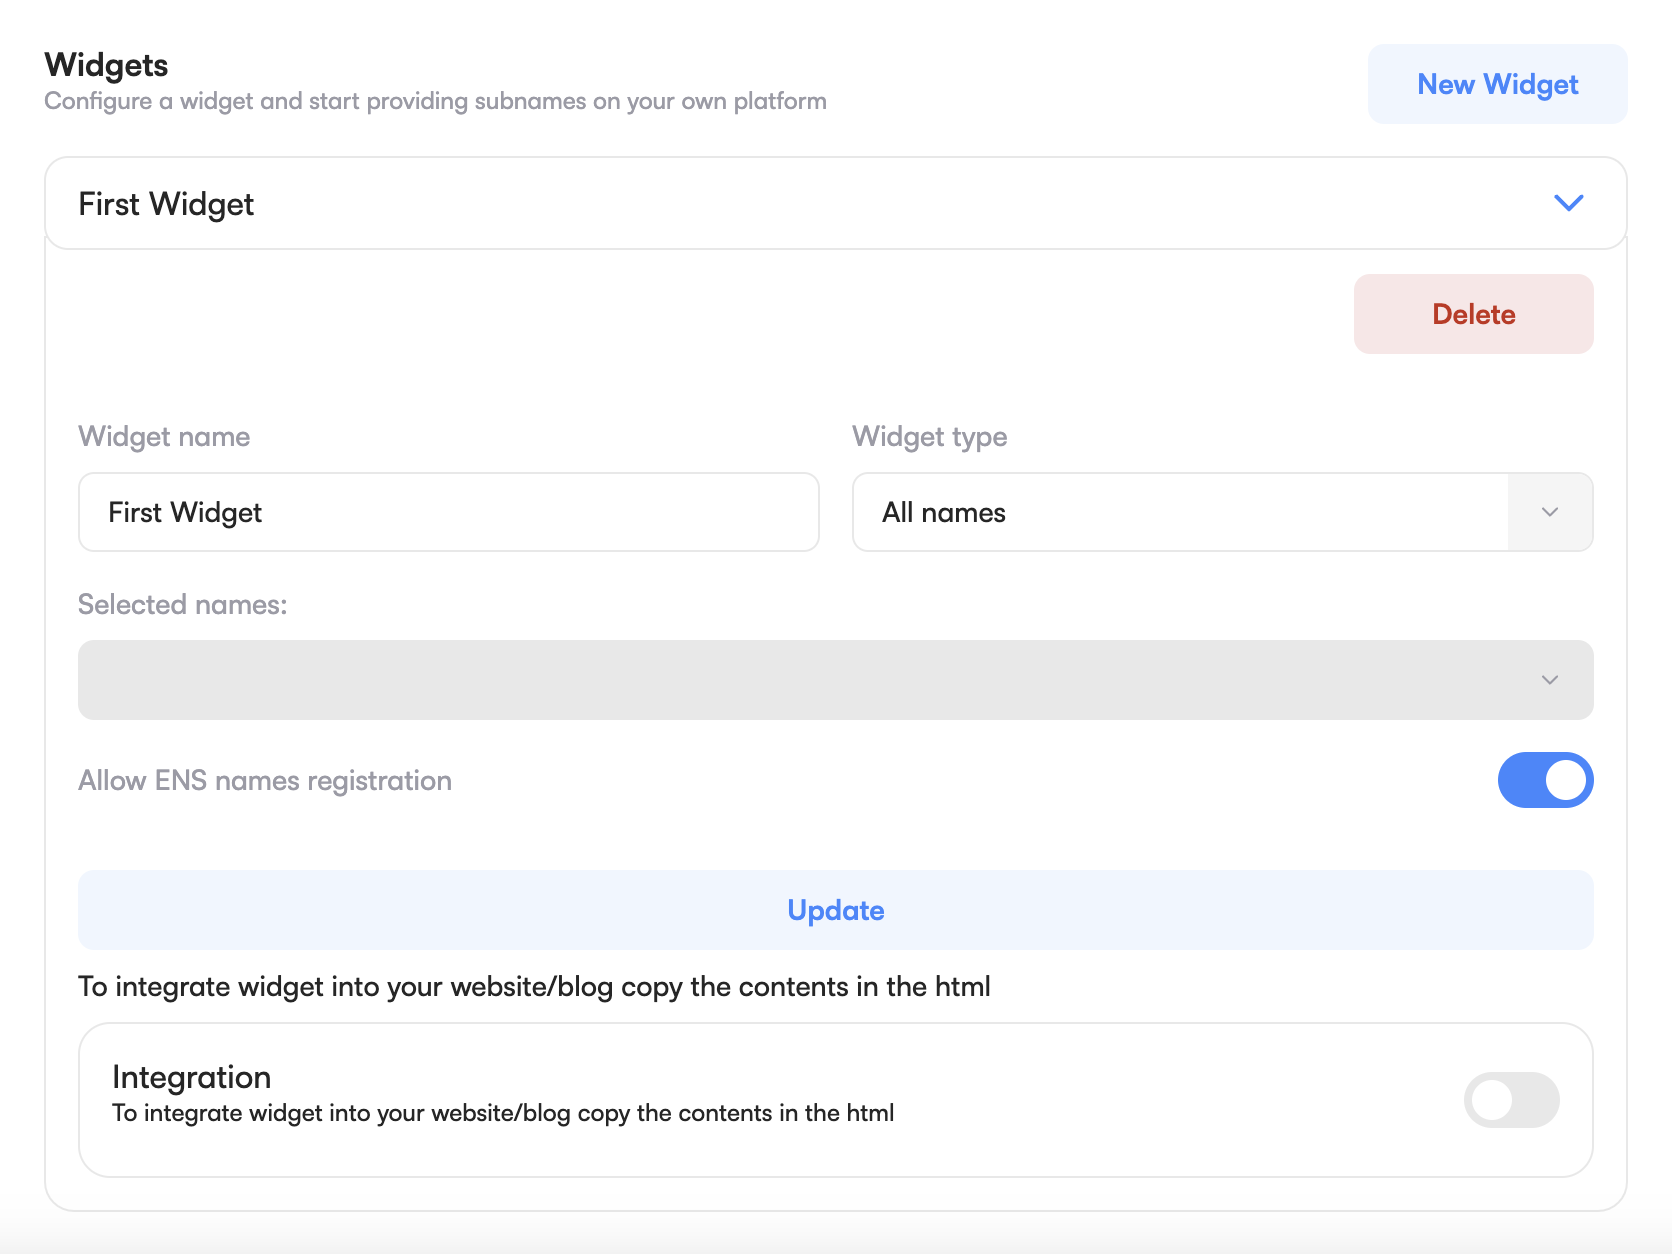 Widgets
Configure a widget and start providing subnames on your own platform
New Widget
First Widget
Delete
Widget name
Widget type
First Widget
All names
Selected names:
Allow ENS names registration
Update
To integrate widget into your website/blog copy the contents in the html
Integration
To integrate widget into your website/blog copy the contents in the html